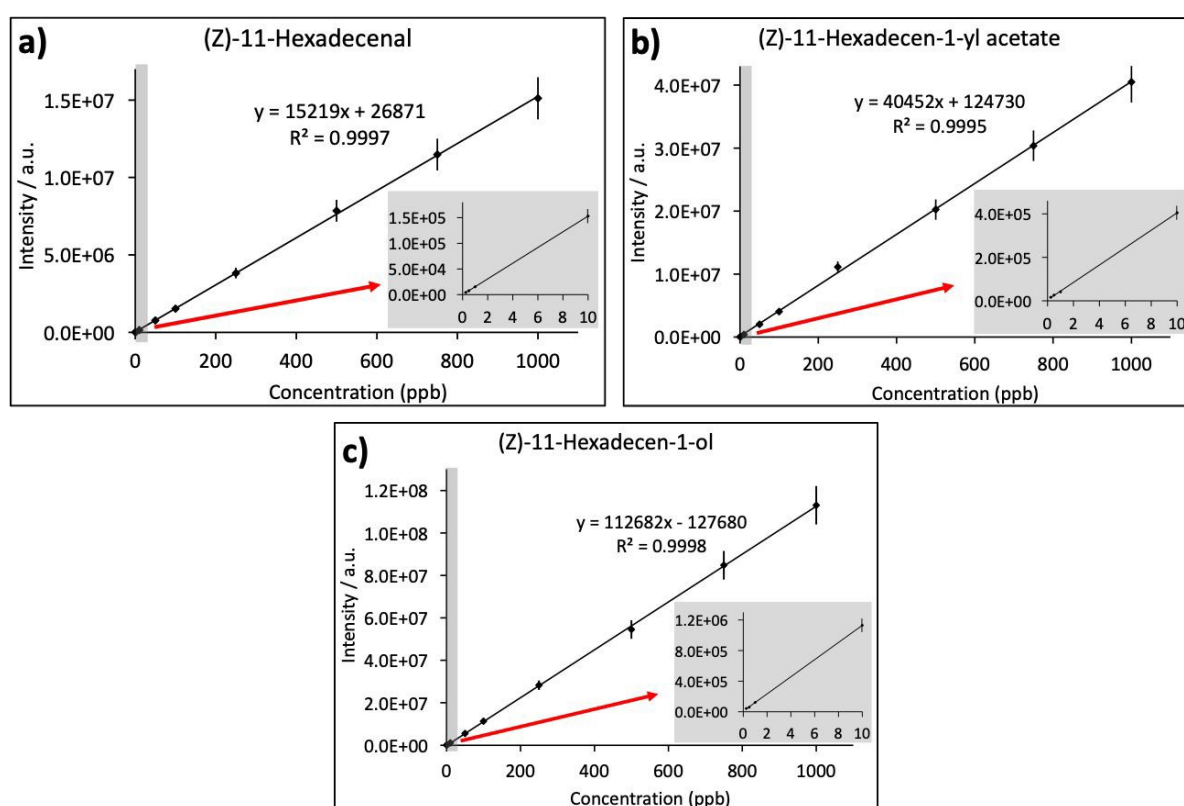 a)
(Z)-11-Hexadecenal
y = 15219x + 26871
R² = 0.9997
Intensity / a.u.
1.5E+07
1.0E+07
5.0E+06
0.0E+00
1.5E+05
1.0E+05
5.0E+04
0.0E+00
0 2 4 6 8 10
0 200 400 600 800 1000
Concentration (ppb)
b)
(Z)-11-Hexadecen-1-yl acetate
y = 40452x + 124730
R² = 0.9995
Intensity / a.u.
4.0E+07
3.0E+07
2.0E+07
1.0E+07
0.0E+00
4.0E+05
2.0E+05
0.0E+00
0 2 4 6 8 10
0 200 400 600 800 1000
Concentration (ppb)
c)
(Z)-11-Hexadecen-1-ol
y = 112682x - 127680
R² = 0.9998
Intensity / a.u.
1.2E+08
1.0E+08
8.0E+07
6.0E+07
4.0E+07
2.0E+07
0.0E+00
1.2E+06
8.0E+05
4.0E+05
0.0E+00
0 2 4 6 8 10
0 200 400 600 800 1000
Concentration (ppb)